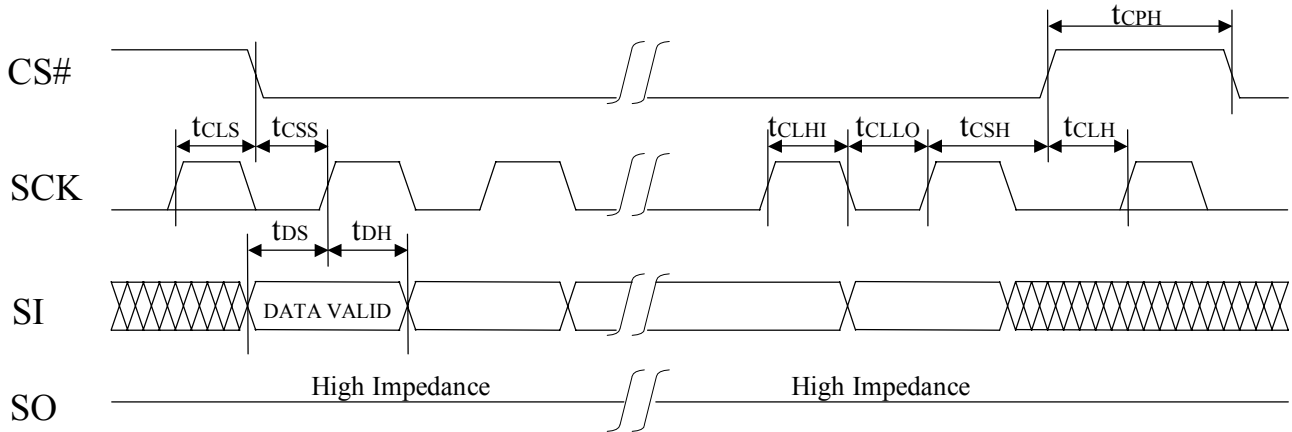 tCPH
CS#
tCLS tCSS tCLHI tCLLO tCSH tCLH
SCK
tDS tDH
SI DATA VALID
High Impedance High Impedance
SO